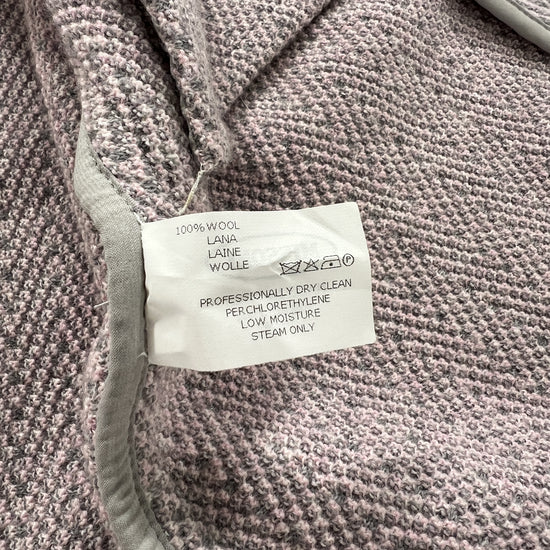 100% WOOL
LANA
LAINE
WOLLE
P
PROFESSIONALLY DRY CLEAN
PERCHLORETHYLENE
LOW MOISTURE
STEAM ONLY